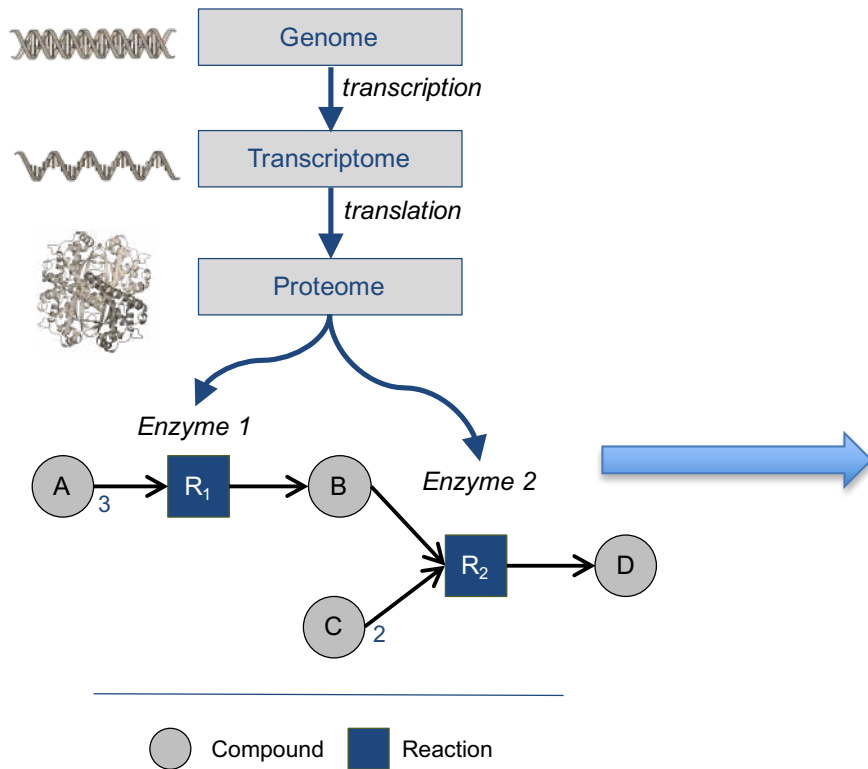 Genome
transcription
Transcriptome
translation
Proteome
Enzyme 1
Enzyme 2
A
3
R₁
B
R₂
D
C
2
Compound
Reaction